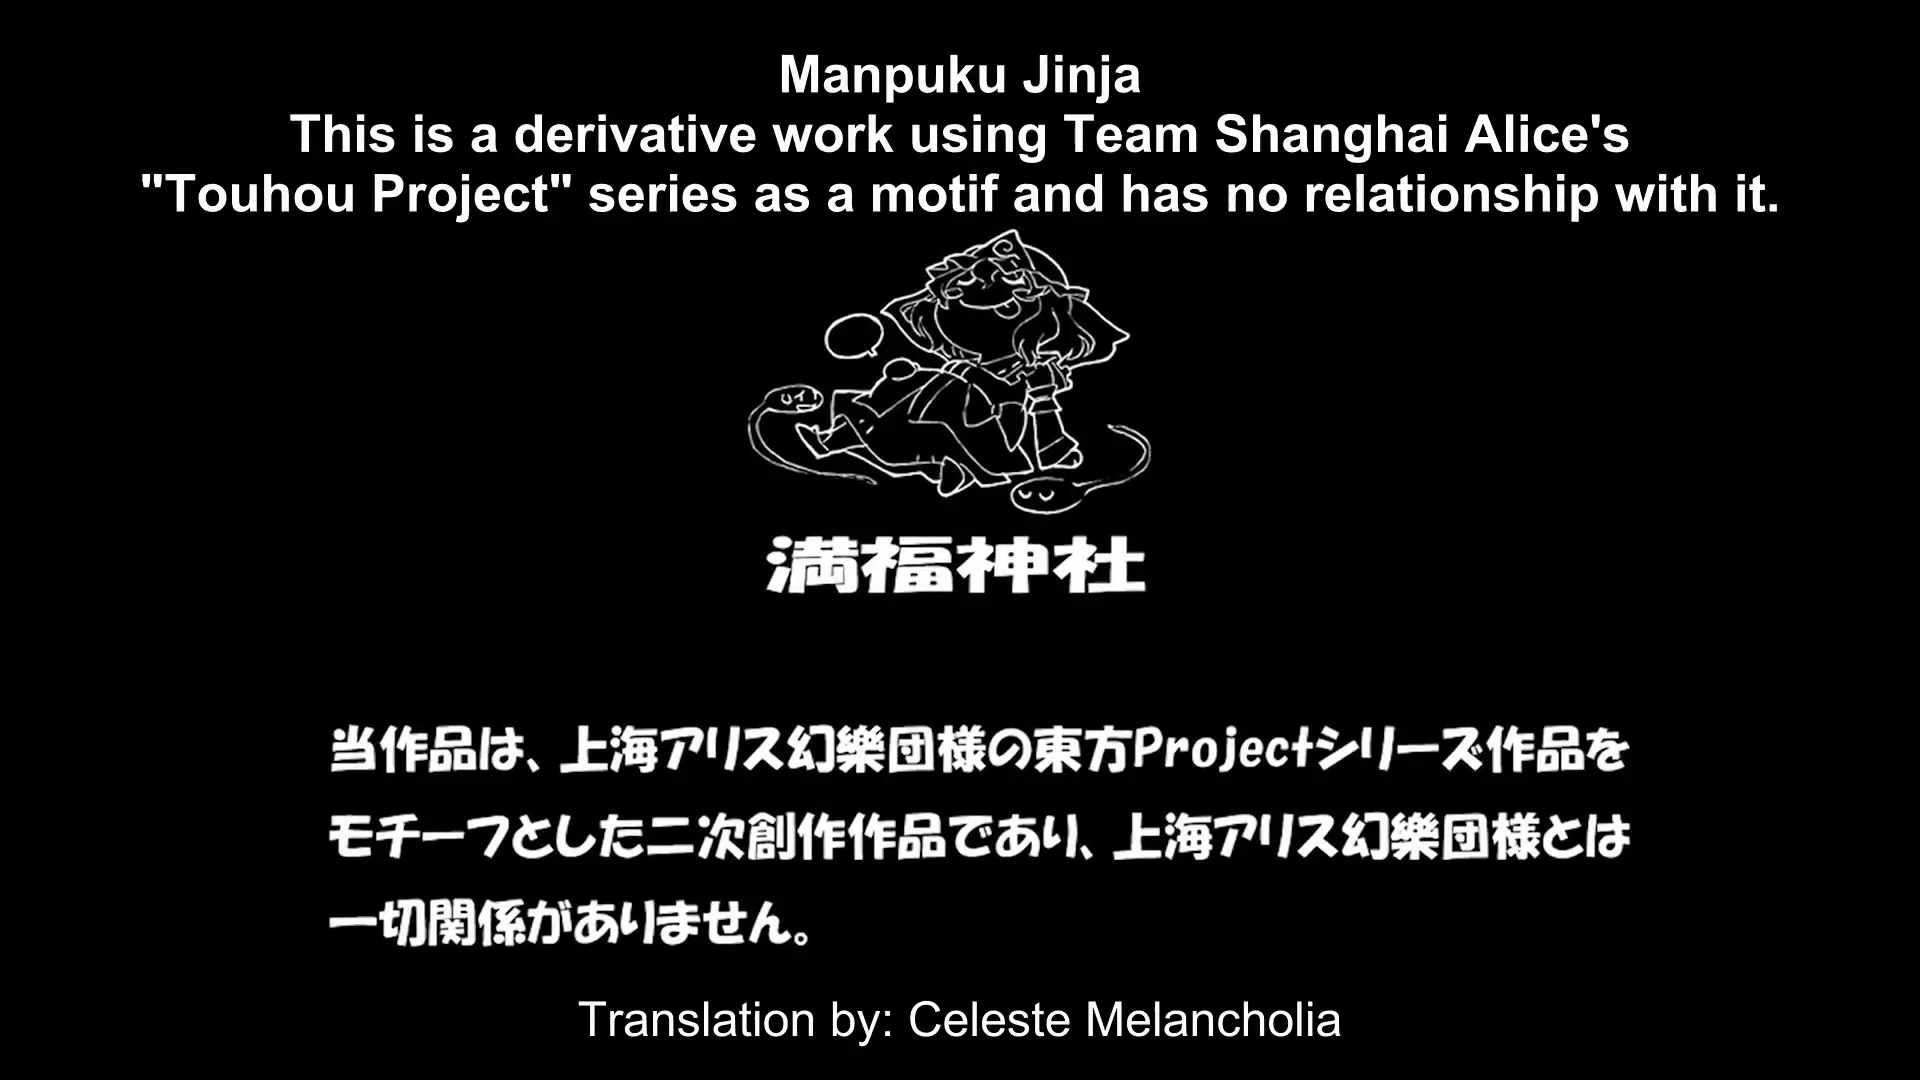 Manpuku Jinja
This is a derivative work using Team Shanghai Alice's
"Touhou Project" series as a motif and has no relationship with it.
満福神社
当作品は、上海アリス幻樂団様の東方Projectシリーズ作品を
モチーフとした二次創作作品であり、上海アリス幻樂団様とは
一切関係がありません。
Translation by: Celeste Melancholia